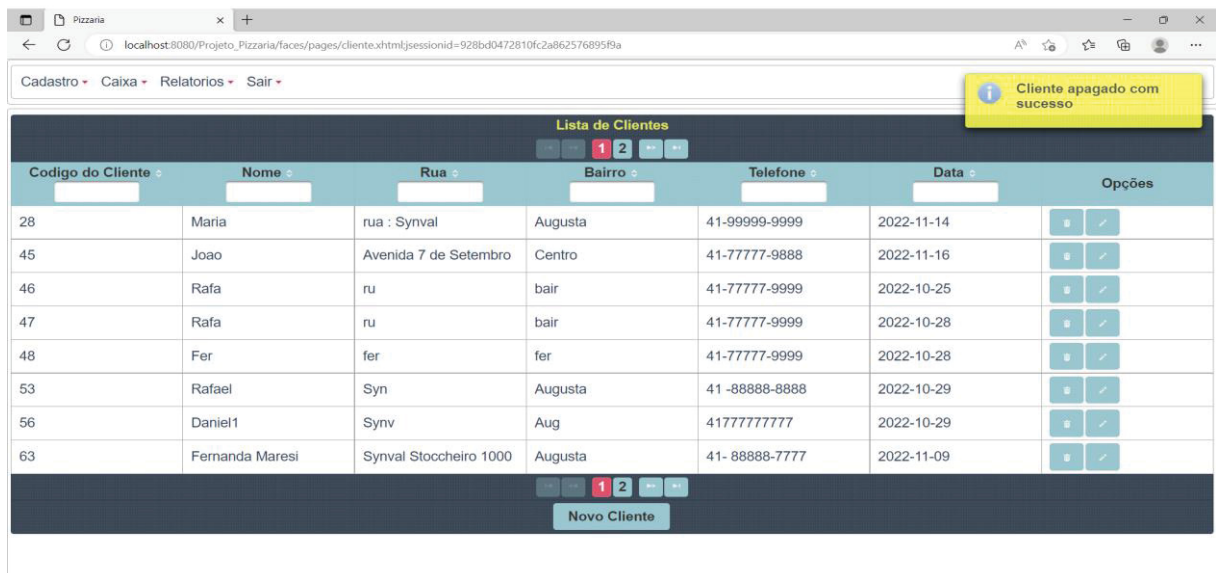 Pizzaria
localhost:8080/Projeto_Pizzaria/faces/pages/cliente.xhtml;jsessionid=928bd0472810fc2a862576895f9a
Cadastro Caixa Relatorios Sair
Cliente apagado com
sucesso
Lista de Clientes
1 2
Codigo do Cliente Nome Rua Bairro Telefone Data Opções
28 Maria rua : Synval Augusta 41-99999-9999 2022-11-14
45 Joao Avenida 7 de Setembro Centro 41-77777-9888 2022-11-16
46 Rafa ru bair 41-77777-9999 2022-10-25
47 Rafa ru bair 41-77777-9999 2022-10-28
48 Fer fer fer 41-77777-9999 2022-10-28
53 Rafael Syn Augusta 41 -88888-8888 2022-10-29
56 Daniel1 Synv Aug 41777777777 2022-10-29
63 Fernanda Maresi Synval Stoccheiro 1000 Augusta 41- 88888-7777 2022-11-09
1 2
Novo Cliente